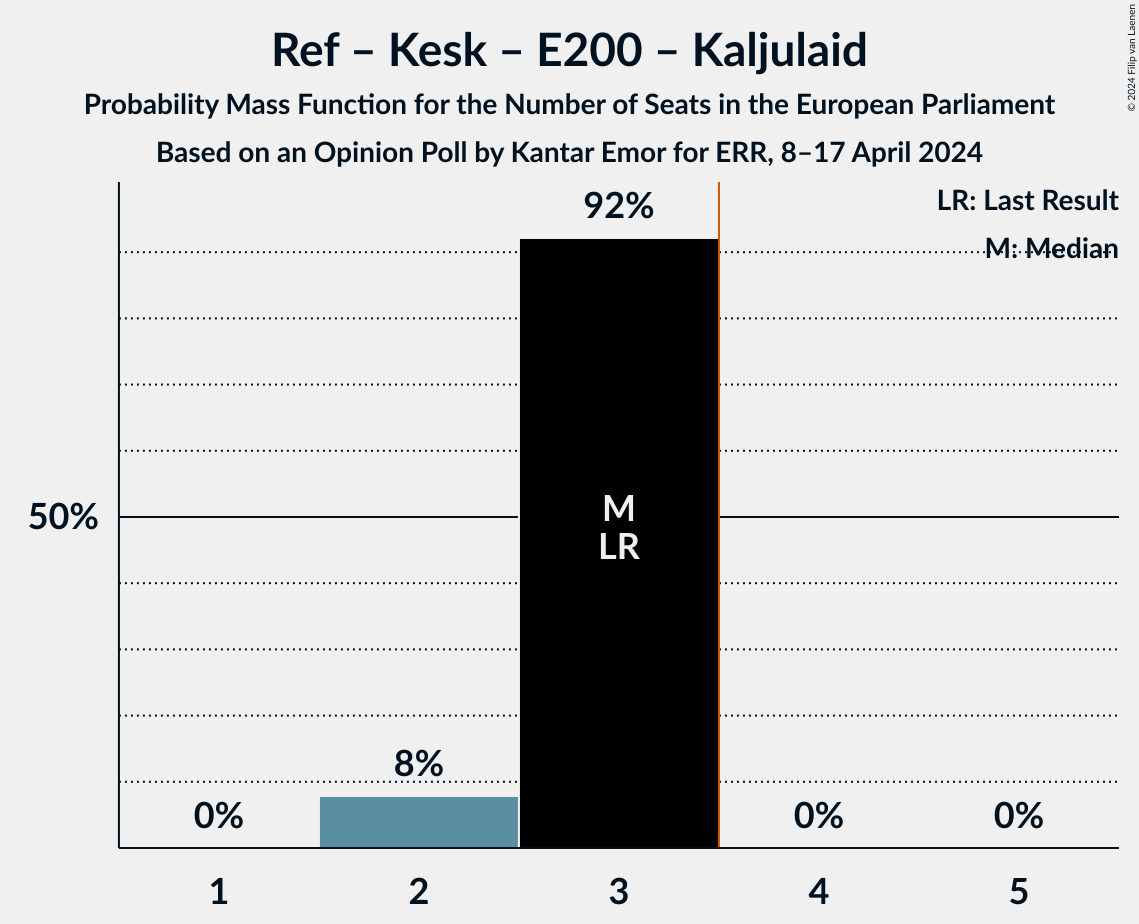 Ref – Kesk – E200 – Kaljulaid
Probability Mass Function for the Number of Seats in the European Parliament
Based on an Opinion Poll by Kantar Emor for ERR, 8–17 April 2024
© 2024 Filip van Laenen
LR: Last Result
M: Median
92%
M
LR
50%
8%
0%
0%
0%
1
2
3
4
5